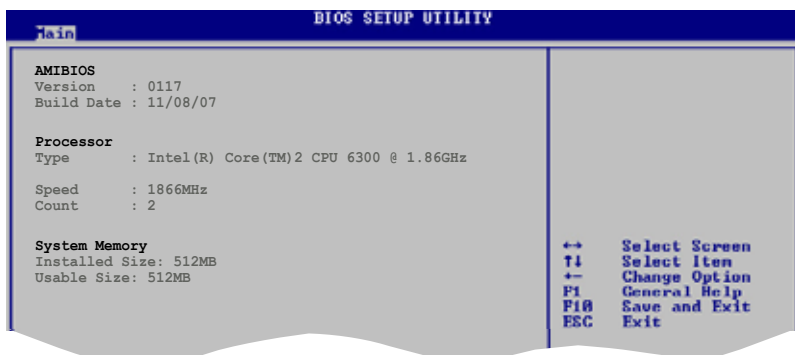 BIOS SETUP UTILITY
Main
AMIBIOS
Version : 0117
Build Date : 11/08/07
Processor
Type : Intel(R) Core(TM)2 CPU 6300 @ 1.86GHz
Speed : 1866MHz
Count : 2
System Memory
Installed Size: 512MB
Usable Size: 512MB
↔ Select Screen
↑↓ Select Item
+- Change Option
F1 General Help
F10 Save and Exit
ESC Exit